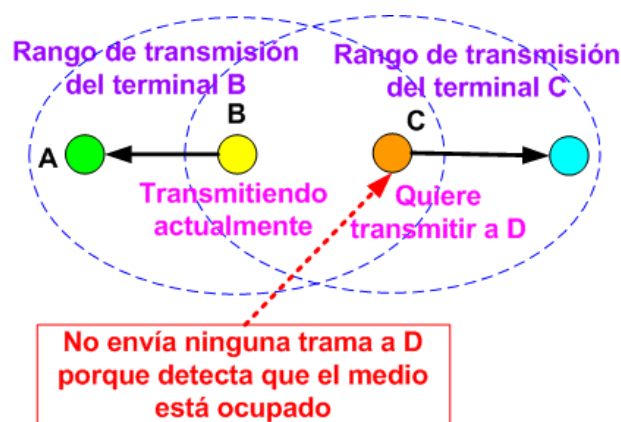 Rango de transmisión
del terminal B
Rango de transmisión
del terminal C
B
C
A
Transmitiendo
actualmente
Quiere
transmitir a D
No envía ninguna trama a D
porque detecta que el medio
está ocupado